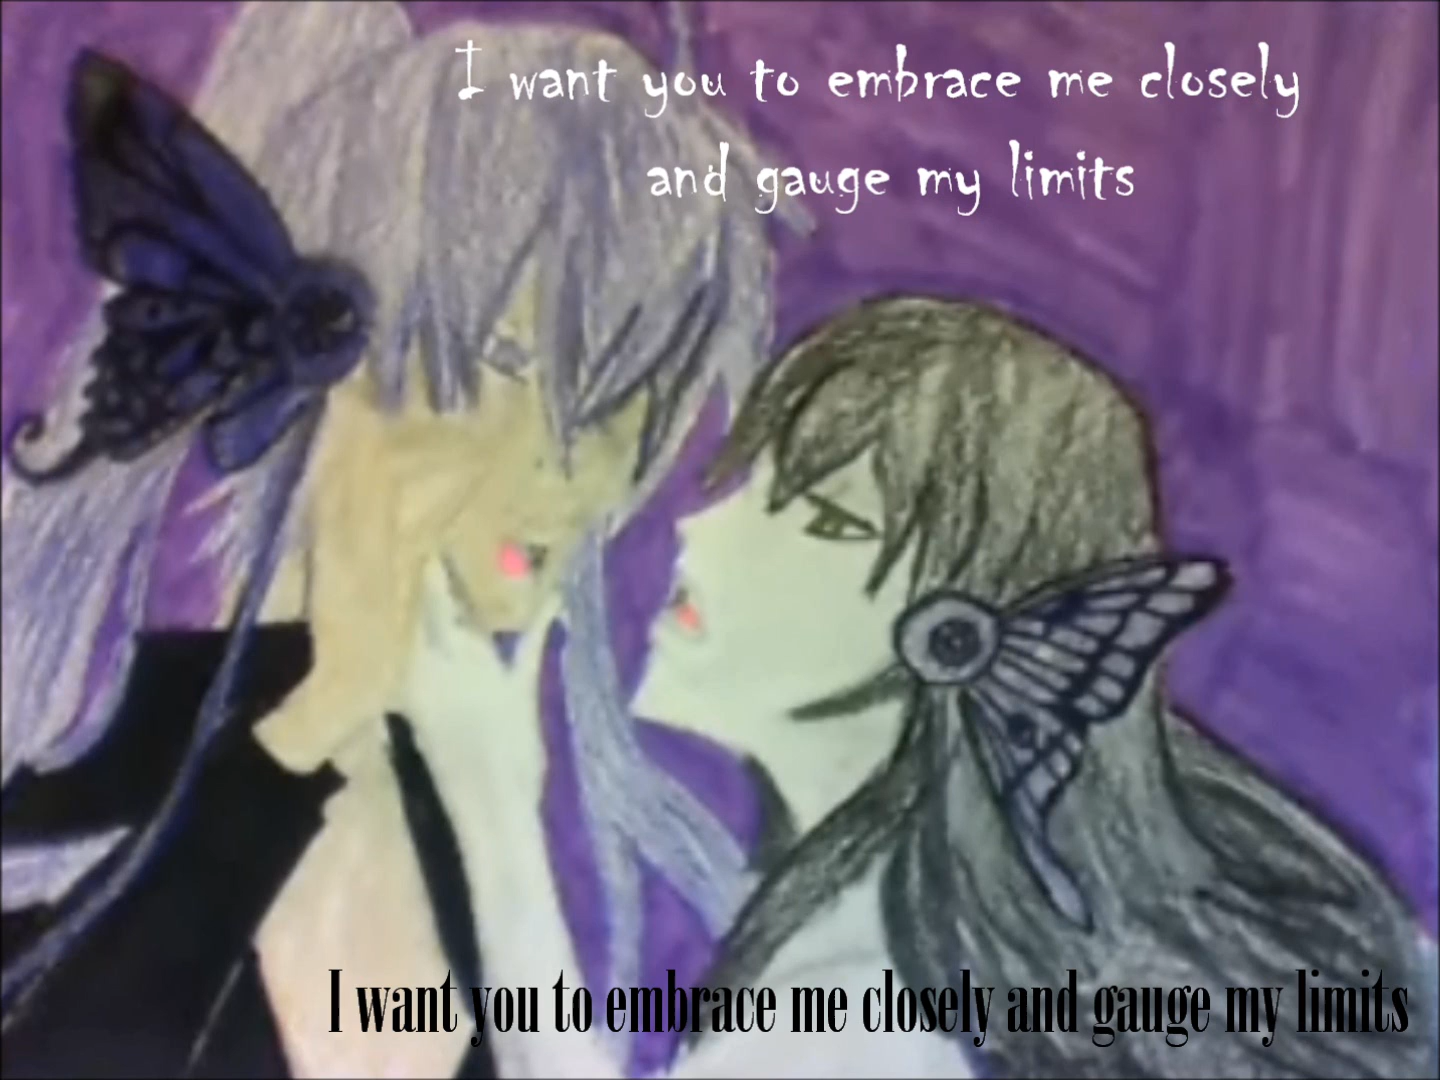 I want you to embrace me closely
and gauge my limits
I want you to embrace me closely and gauge my limits